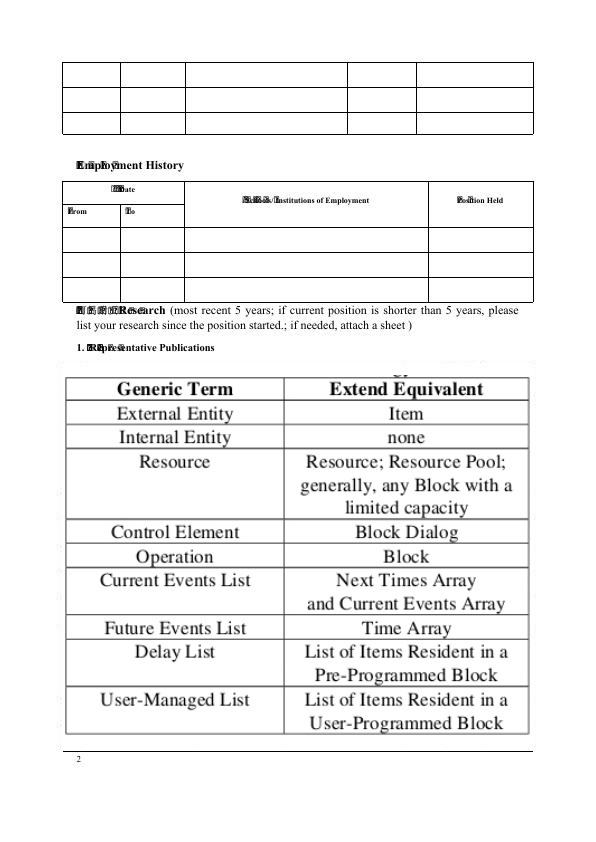 Employment History
Date
Schools/Institutions of Employment
Position Held
From
To
Research (most recent 5 years; if current position is shorter than 5 years, please
list your research since the position started.; if needed, attach a sheet )
1. Representative Publications
Generic Term
Extend Equivalent
External Entity
Item
Internal Entity
none
Resource
Resource; Resource Pool;
generally, any Block with a
limited capacity
Control Element
Block Dialog
Operation
Block
Current Events List
Next Times Array
and Current Events Array
Future Events List
Time Array
Delay List
List of Items Resident in a
Pre-Programmed Block
User-Managed List
List of Items Resident in a
User-Programmed Block
2